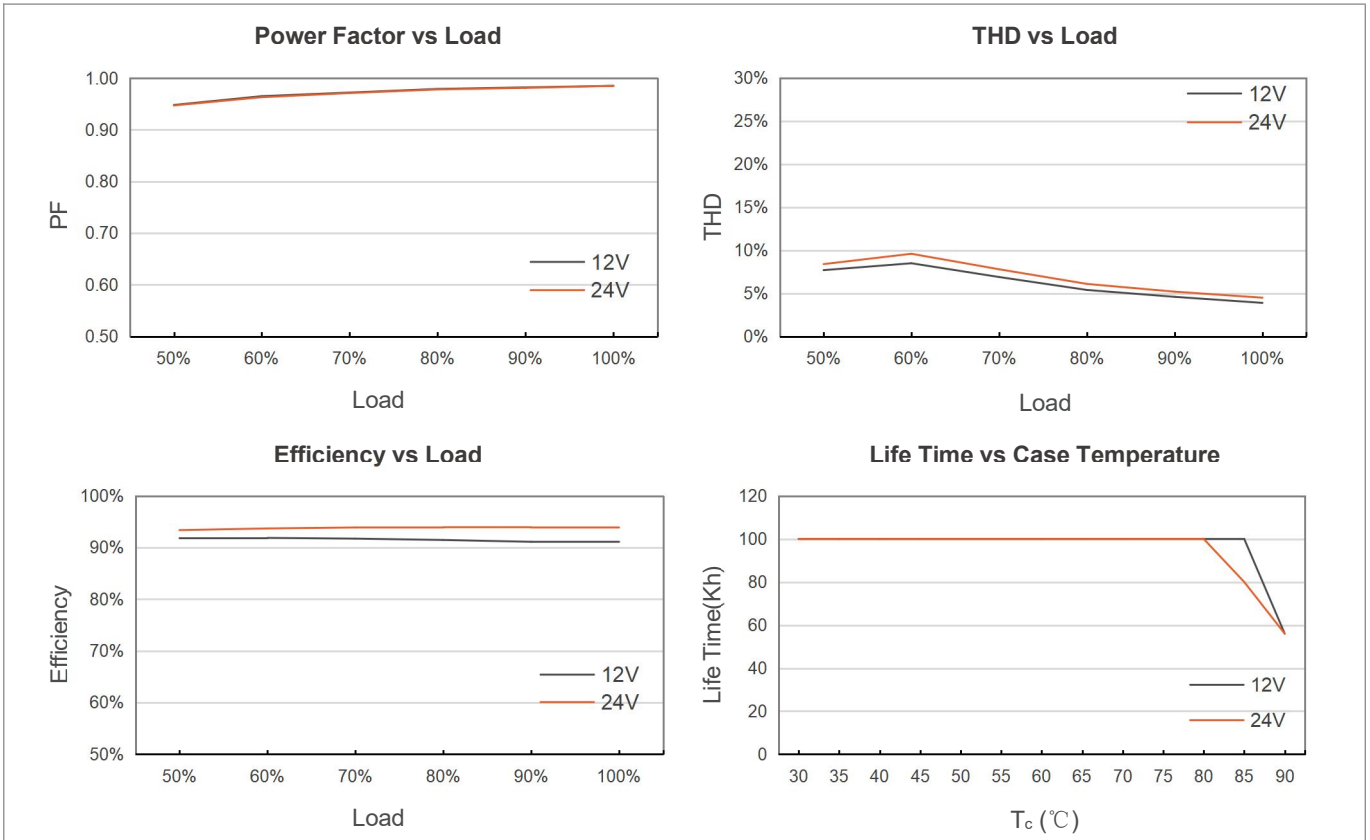 Power Factor vs Load
1.00
0.90
0.80
0.70
0.60
0.50
PF
12V
24V
50% 60% 70% 80% 90% 100%
Load
THD vs Load
30%
25%
20%
15%
10%
5%
0%
THD
12V
24V
50% 60% 70% 80% 90% 100%
Load
Efficiency vs Load
100%
90%
80%
70%
60%
50%
Efficiency
12V
24V
50% 60% 70% 80% 90% 100%
Load
Life Time vs Case Temperature
120
100
80
60
40
20
0
Life Time(Kh)
12V
24V
30 35 40 45 50 55 60 65 70 75 80 85 90
Tc (℃)